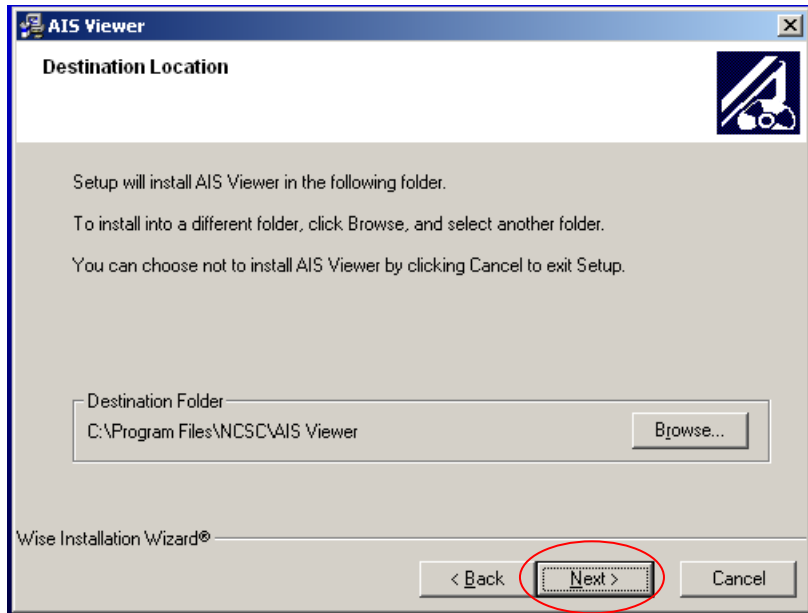 AIS Viewer
Destination Location
Setup will install AIS Viewer in the following folder.
To install into a different folder, click Browse, and select another folder.
You can choose not to install AIS Viewer by clicking Cancel to exit Setup.
Destination Folder
C:\Program Files\NCSC\AIS Viewer
Browse...
Wise Installation Wizard®
< Back Next > Cancel